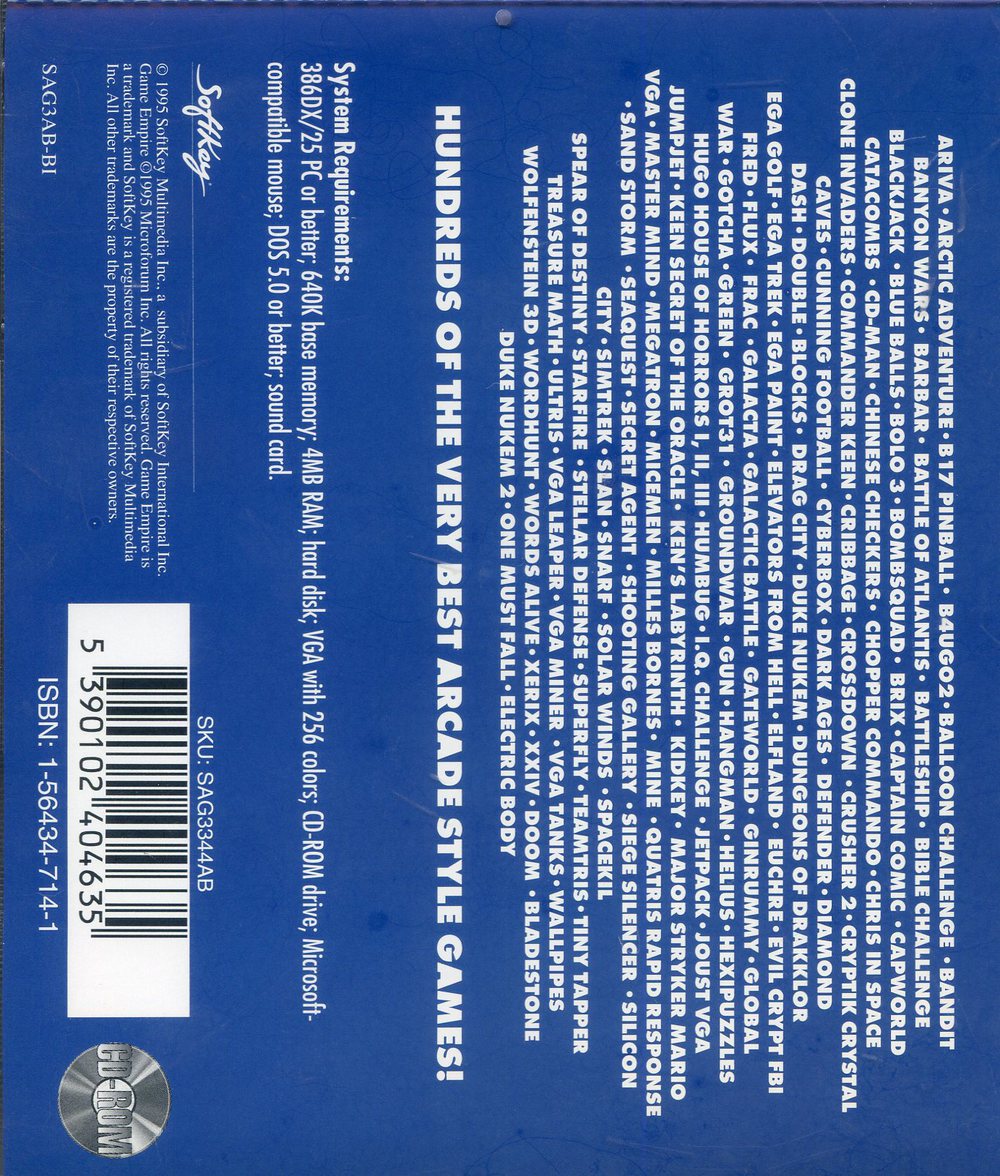 ARIVA • ARCTIC ADVENTURE • B17 PINBALL • B4UGO2 • BALLOON CHALLENGE • BANDIT
BANYON WARS • BARBAR • BATTLE OF ATLANTIS • BATTLESHIP • BIBLE CHALLENGE
BLACKJACK • BLUE BALLS • BOLO 3 • BOMBSQUAD • BRIX • CAPTAIN COMIC • CAPWORLD
CATACOMBS • CD-MAN • CHINESE CHECKERS • CHOPPER COMMANDO • CHRIS IN SPACE
CLONE INVADERS • COMMANDER KEEN • CRIBBAGE • CROSSDOWN • CRUSHER 2 • CRYPTIK CRYSTAL
CAVES • CUNNING FOOTBALL • CYBERBOX • DARK AGES • DEFENDER • DIAMOND
DASH • DOUBLE • BLOCKS • DRAG CITY • DUKE NUKEM • DUNGEONS OF DRAKKLOR
EGA GOLF • EGA TREK • EGA PAINT • ELEVATORS FROM HELL • ELFLAND • EUCHRE • EVIL CRYPT FBI
FRED • FLUX • FRAC • GALACTA • GALACTIC BATTLE • GATEWORLD • GINRUMMY • GLOBAL
WAR • GOTCHA • GREEN • GROT31 • GROUNDWAR • GUN • HANGMAN • HELIUS • HEXIPUZZLES
HUGO HOUSE OF HORRORS I, II, III • HUMBUG • I.Q. CHALLENGE • JETPACK • JOUST VGA
JUMPJET • KEEN SECRET OF THE ORACLE • KEN'S LABYRINTH • KIDKEY • MAJOR STRYKER MARIO
VGA • MASTER MIND • MEGATRON • MICEMEN • MILLES BORNES • MINE • QUATRIS RAPID RESPONSE
• SAND STORM • SEAQUEST • SECRET AGENT • SHOOTING GALLERY • SIEGE SILENCER • SILICON
CITY • SIMTREK • SLAN • SNARF • SOLAR WINDS • SPACEKIL
SPEAR OF DESTINY • STARFIRE • STELLAR DEFENSE • SUPERFLY • TEAMTRIS • TINY TAPPER
TREASURE MATH • ULTRIS • VGA LEAPER • VGA MINER • VGA TANKS • WALLPIPES
WOLFENSTEIN 3D • WORDHUNT • WORDS ALIVE • XERIX • XXIV • DOOM • BLADESTONE
DUKE NUKEM 2 • ONE MUST FALL • ELECTRIC BODY
HUNDREDS OF THE VERY BEST ARCADE STYLE GAMES!
System Requirements:
386DX/25 PC or better; 640K base memory; 4MB RAM; hard disk; VGA with 256 colors; CD-ROM drive; Microsoft-
compatible mouse; DOS 5.0 or better; sound card.
SoftKey
© 1995 SoftKey Multimedia Inc., a subsidiary of SoftKey International Inc.
Game Empire ©1995 Microforum Inc. All rights reserved. Game Empire is
a trademark and SoftKey is a registered trademark of SoftKey Multimedia
Inc. All other trademarks are the property of their respective owners.
SAG3AB-BI
SKU: SAG3344AB
5 390102 404635
ISBN: 1-56434-714-1
CD-ROM